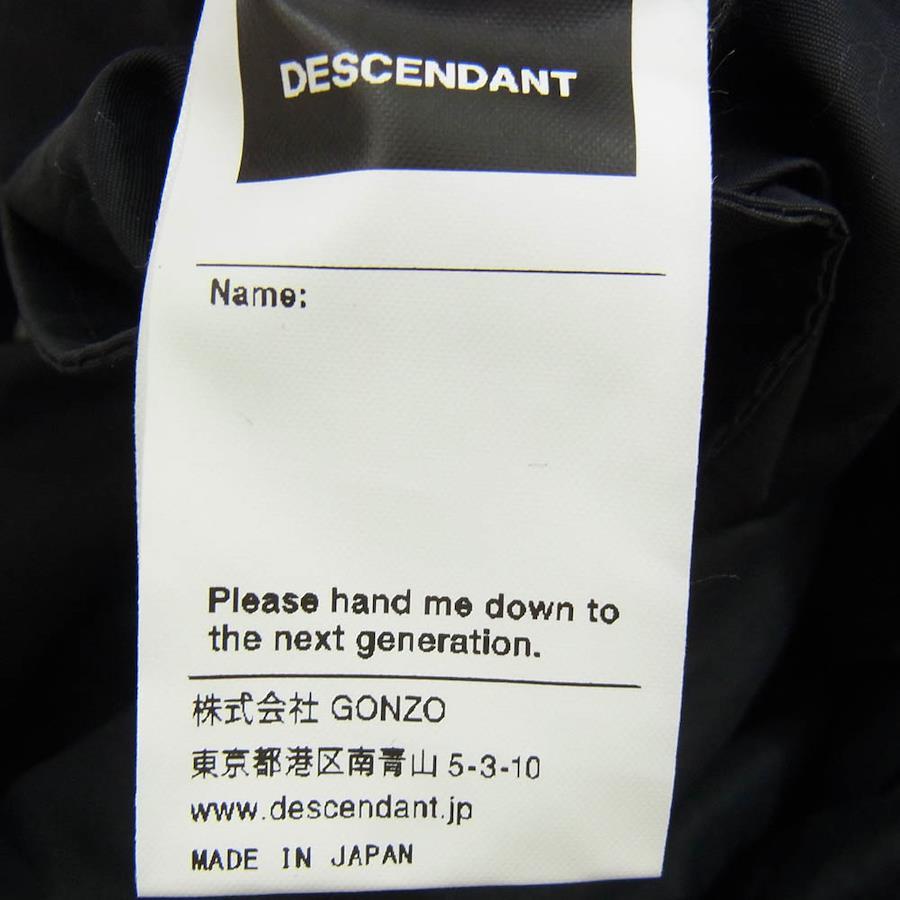 DESCENDANT
Name:
Please hand me down to
the next generation.
株式会社 GONZO
東京都港区南青山 5-3-10
www.descendant.jp
MADE IN JAPAN